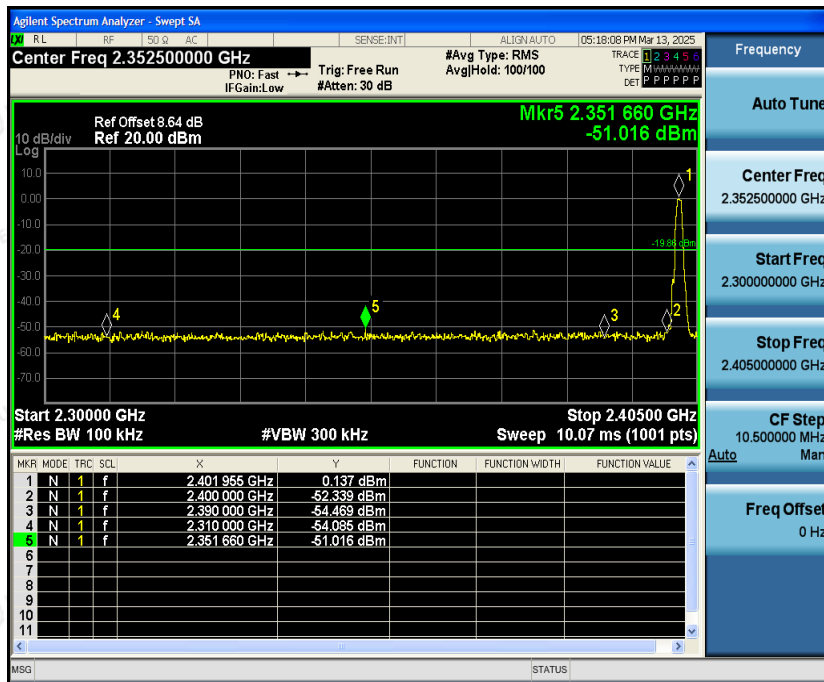 Agilent Spectrum Analyzer - Swept SA
LXI RL RF 50 Ω AC SENSE:INT ALIGN AUTO 05:18:08 PM Mar 13, 2025
Center Freq 2.352500000 GHz
#Avg Type: RMS
TRACE 1 2 3 4 5 6
PNO: Fast
Trig: Free Run
Avg|Hold: 100/100
TYPE M WWWWW
IFGain:Low
#Atten: 30 dB
DET P P P P P P
Frequency
Auto Tune
Center Freq
2.352500000 GHz
Start Freq
2.300000000 GHz
Stop Freq
2.405000000 GHz
CF Step
10.500000 MHz
Auto Man
Freq Offset
0 Hz
Mkr5 2.351 660 GHz
-51.016 dBm
Ref Offset 8.64 dB
10 dB/div Ref 20.00 dBm
Log
10.0
0.00
-10.0
-20.0
-30.0
-40.0
-50.0
-60.0
-70.0
1
-19.86 dBm
4
5
3
2
Start 2.30000 GHz Stop 2.40500 GHz
#Res BW 100 kHz #VBW 300 kHz Sweep 10.07 ms (1001 pts)
MKR MODE TRC SCL X Y FUNCTION FUNCTION WIDTH FUNCTION VALUE
1 N 1 f 2.401 955 GHz 0.137 dBm
2 N 1 f 2.400 000 GHz -52.339 dBm
3 N 1 f 2.390 000 GHz -54.469 dBm
4 N 1 f 2.310 000 GHz -54.085 dBm
5 N 1 f 2.351 660 GHz -51.016 dBm
6
7
8
9
10
11
MSG STATUS